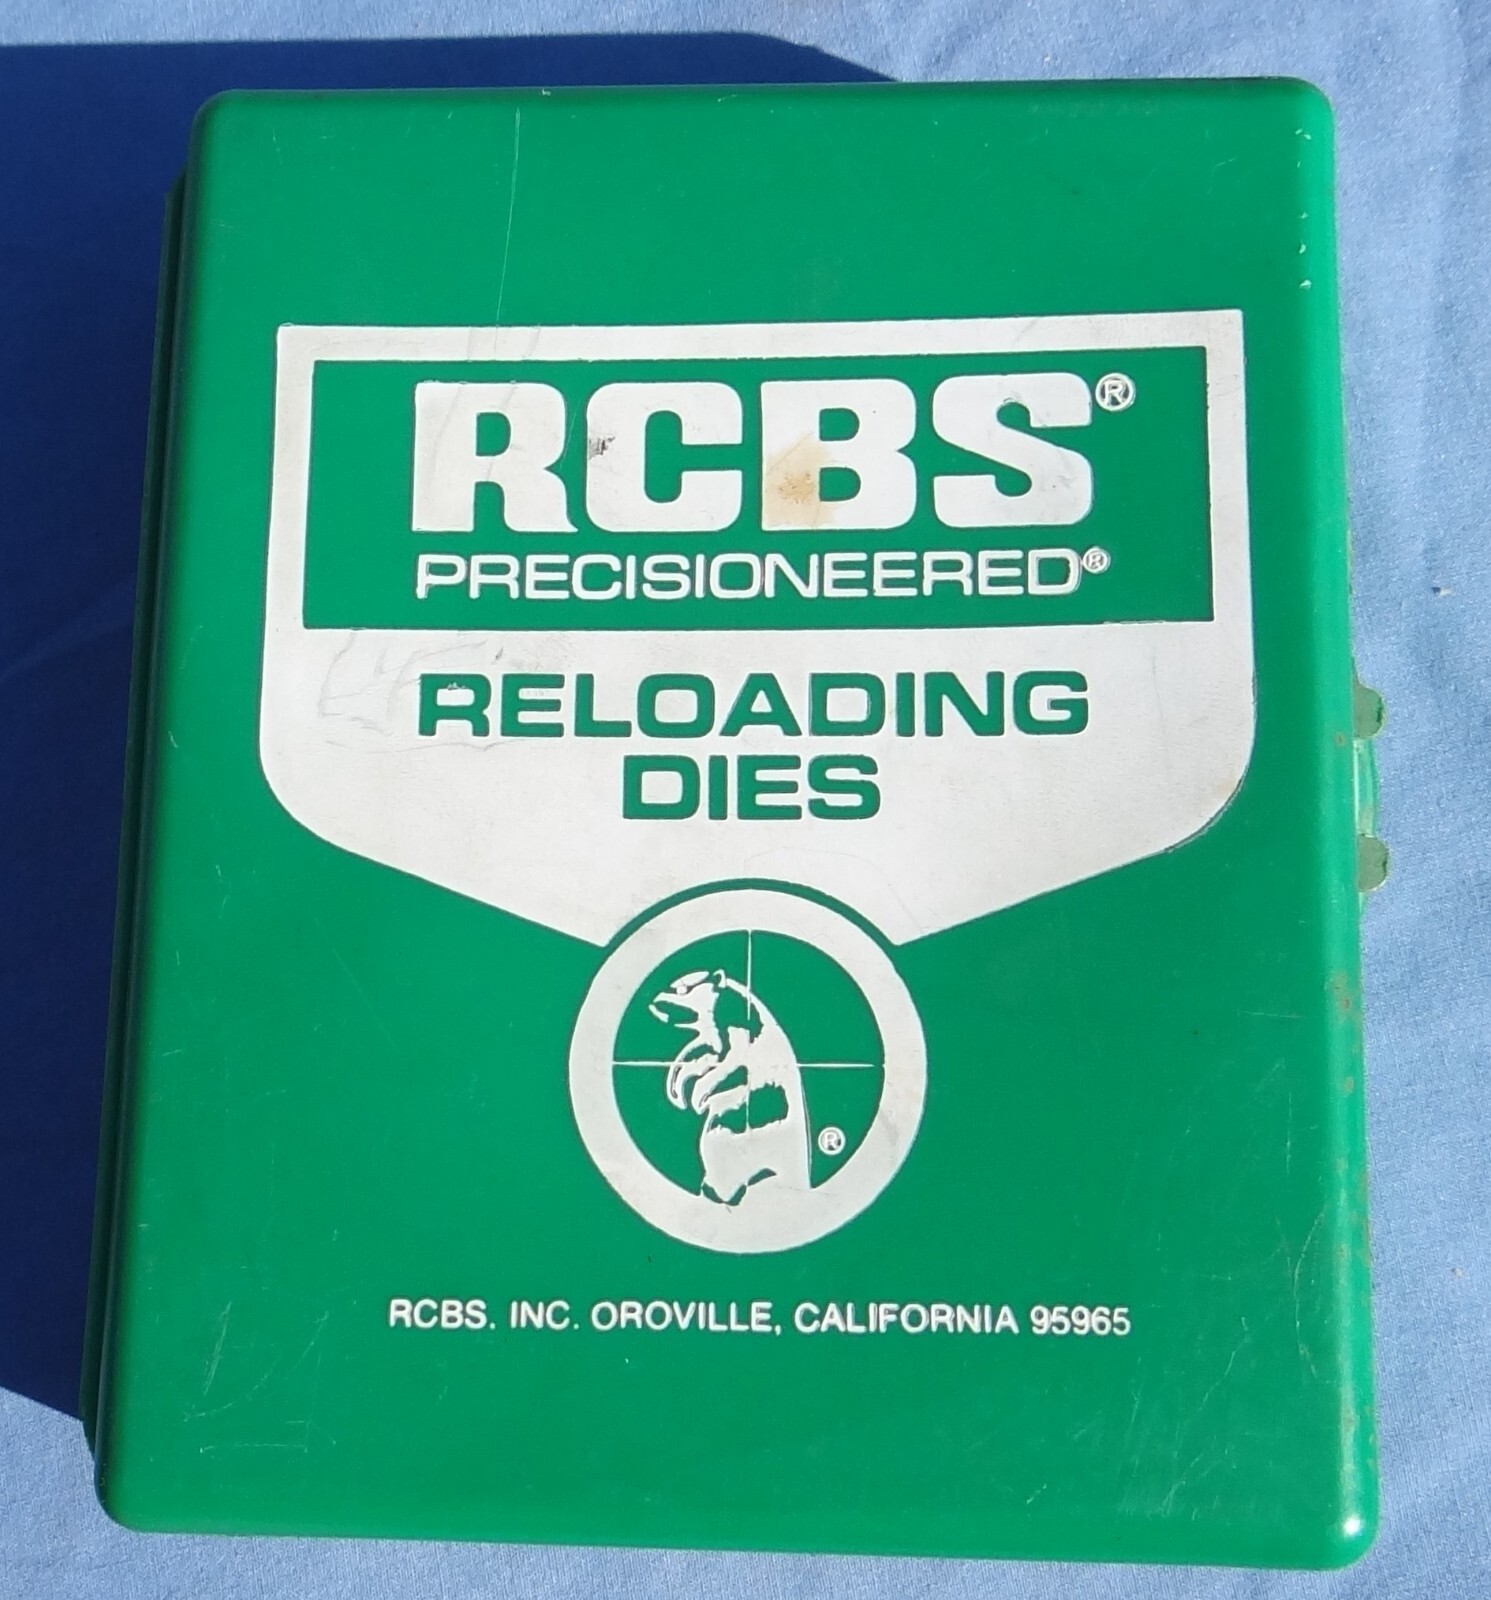 RCBS®
PRECISIONEERED®
RELOADING
DIES
®
RCBS. INC. OROVILLE, CALIFORNIA 95965